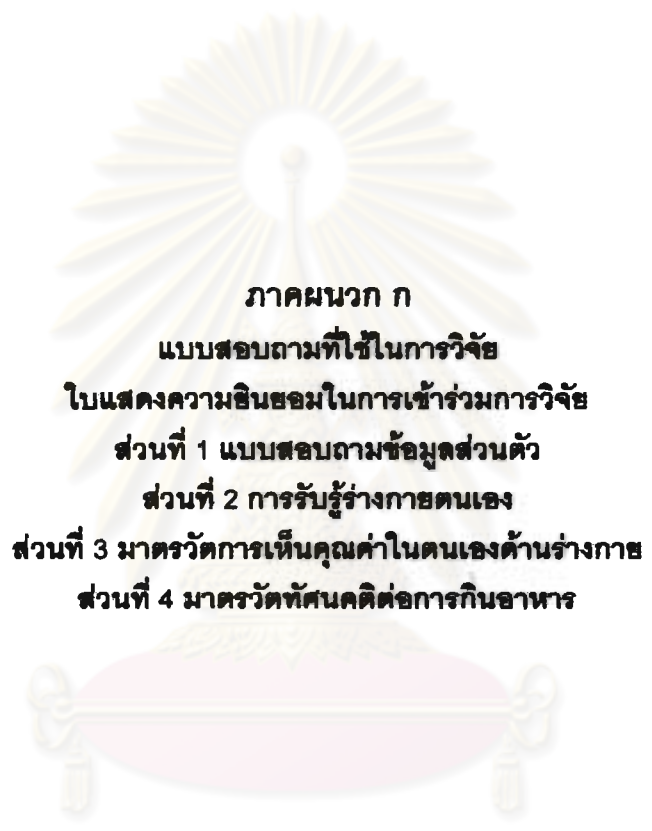 ภาคผนวก ก
แบบสอบถามที่ใช้ในการวิจัย
ใบแสดงความยินยอมในการเข้าร่วมการวิจัย
ส่วนที่ 1 แบบสอบถามข้อมูลส่วนตัว
ส่วนที่ 2 การรับรู้ร่างกายตนเอง
ส่วนที่ 3 มาตรวัดการเห็นคุณค่าในตนเองด้านร่างกาย
ส่วนที่ 4 มาตรวัดทัศนคติต่อการกินอาหาร